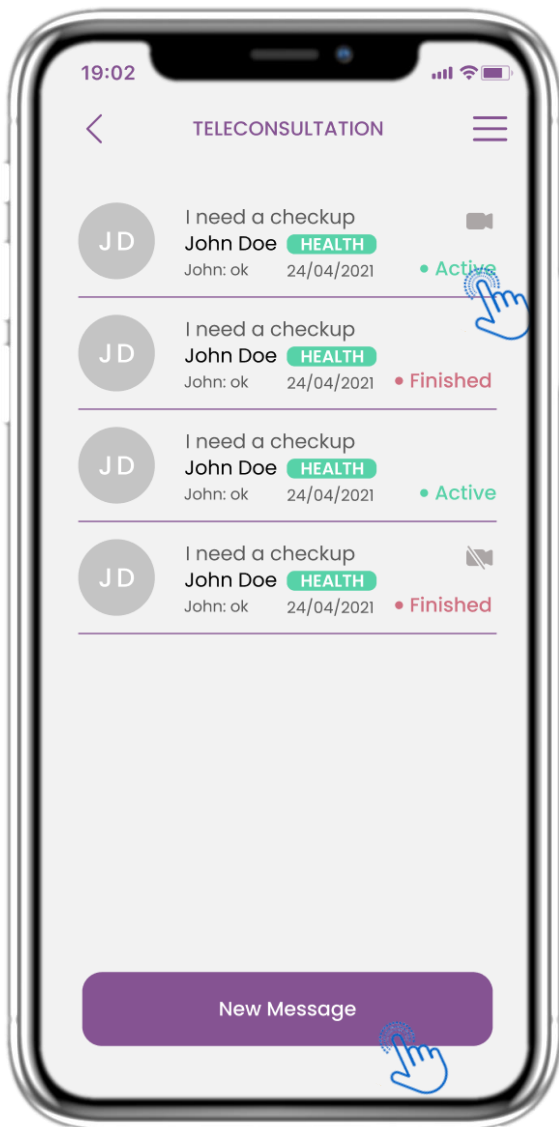 19:02
TELECONSULTATION
JD
I need a checkup
John Doe HEALTH
John: ok 24/04/2021 • Active
JD
I need a checkup
John Doe HEALTH
John: ok 24/04/2021 • Finished
JD
I need a checkup
John Doe HEALTH
John: ok 24/04/2021 • Active
JD
I need a checkup
John Doe HEALTH
John: ok 24/04/2021 • Finished
New Message